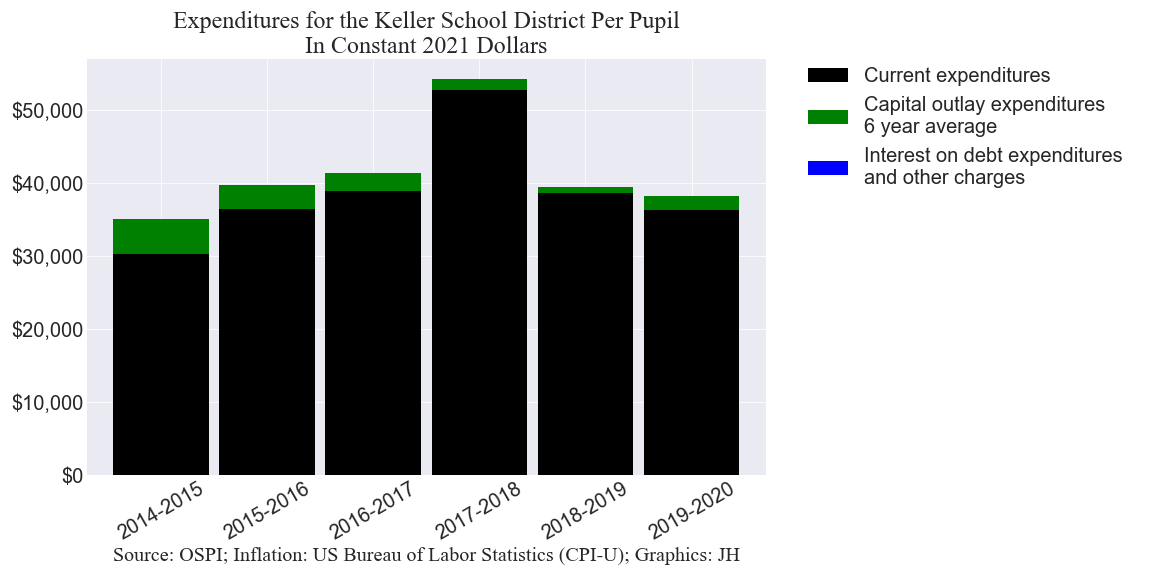 Expenditures for the Keller School District Per Pupil
In Constant 2021 Dollars
Current expenditures
Capital outlay expenditures
6 year average
Interest on debt expenditures
and other charges
$50,000
$40,000
$30,000
$20,000
$10,000
$0
2014-2015
2015-2016
2016-2017
2017-2018
2018-2019
2019-2020
Source: OSPI; Inflation: US Bureau of Labor Statistics (CPI-U); Graphics: JH